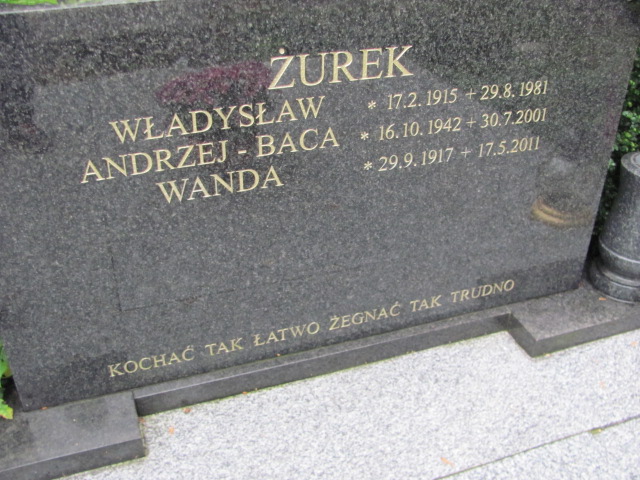 ŻUREK
WŁADYSŁAW * 17.2.1915 + 29.8.1981
ANDRZEJ - BACA * 16.10.1942 + 30.7.2001
WANDA * 29.9.1917 + 17.5.2011
KOCHAĆ TAK ŁATWO ŻEGNAĆ TAK TRUDNO